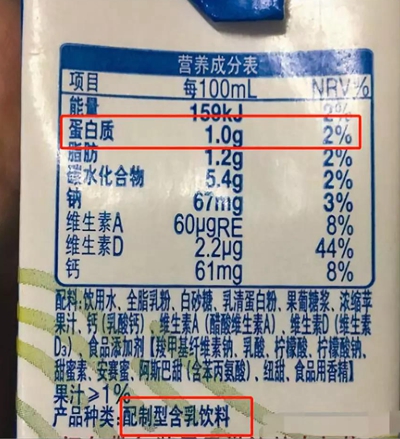 营养成分表
项目 每100mL NRV%
能量 159kJ 2%
蛋白质 1.0g 2%
脂肪 1.2g 2%
碳水化合物 5.4g 2%
钠 67mg 3%
维生素A 60μgRE 8%
维生素D 2.2μg 44%
钙 61mg 8%
配料:饮用水、全脂乳粉、白砂糖、乳清蛋白粉、果葡糖浆、浓缩苹
果汁、钙(乳酸钙)、维生素A(醋酸维生素A)、维生素D(维生素
D₃)、食品添加剂【羧甲基纤维素钠、乳酸、柠檬酸、柠檬酸钠、
甜蜜素、安赛蜜、阿斯巴甜(含苯丙氨酸)、纽甜、食品用香精】
果汁≥1%
产品种类:配制型含乳饮料